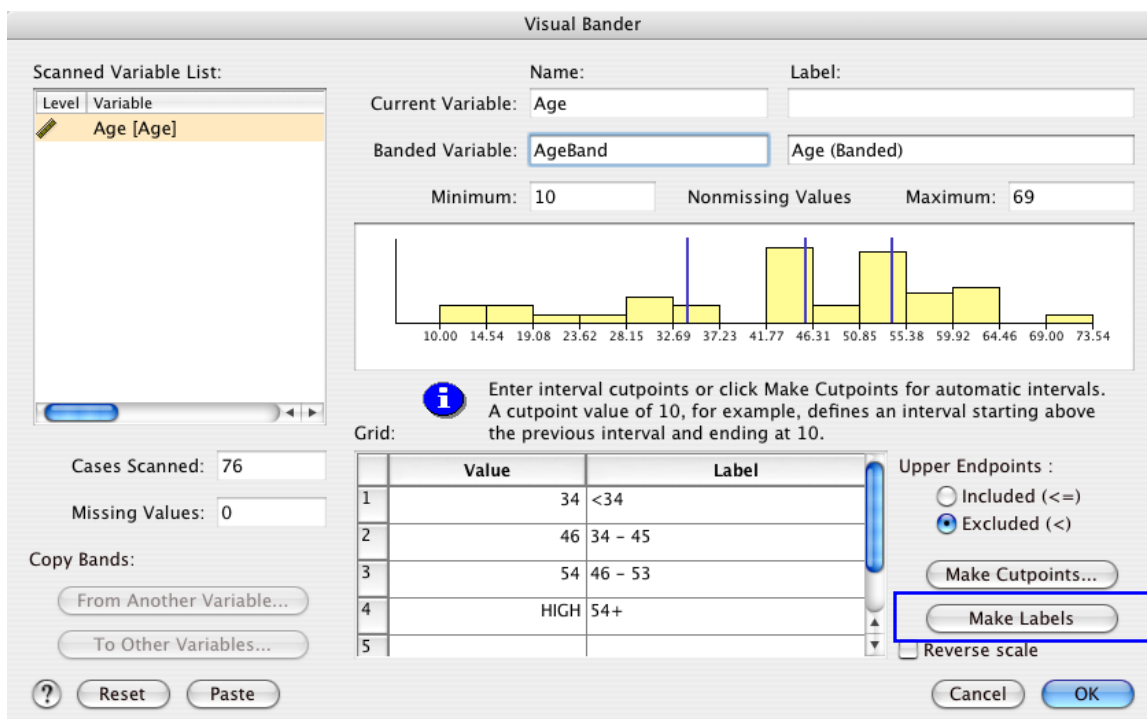 Visual Bander
Scanned Variable List:
Level Variable
Age [Age]
Name: Label:
Current Variable: Age
Banded Variable: AgeBand Age (Banded)
Minimum: 10 Nonmissing Values Maximum: 69
10.00 14.54 19.08 23.62 28.15 32.69 37.23 41.77 46.31 50.85 55.38 59.92 64.46 69.00 73.54
i
Enter interval cutpoints or click Make Cutpoints for automatic intervals.
A cutpoint value of 10, for example, defines an interval starting above
the previous interval and ending at 10.
Cases Scanned: 76
Missing Values: 0
Copy Bands:
From Another Variable...
To Other Variables...
Grid:
Value Label
1 34 <34
2 46 34 - 45
3 54 46 - 53
4 HIGH 54+
5
Upper Endpoints :
Included (<=)
Excluded (<)
Make Cutpoints...
Make Labels
Reverse scale
? Reset Paste Cancel OK